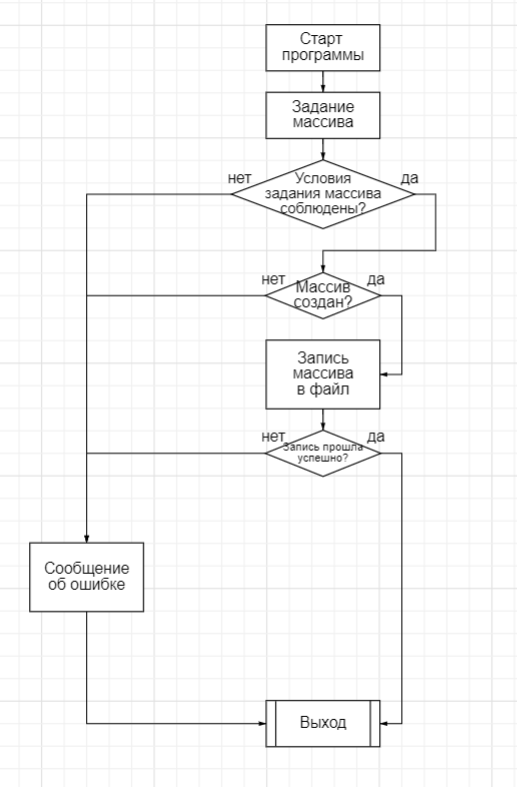 Старт
программы
Задание
массива
нет
Условия
задания массива
соблюдены?
да
нет
Массив
создан?
да
Запись
массива
в файл
нет
Запись прошла
успешно?
да
Сообщение
об ошибке
Выход